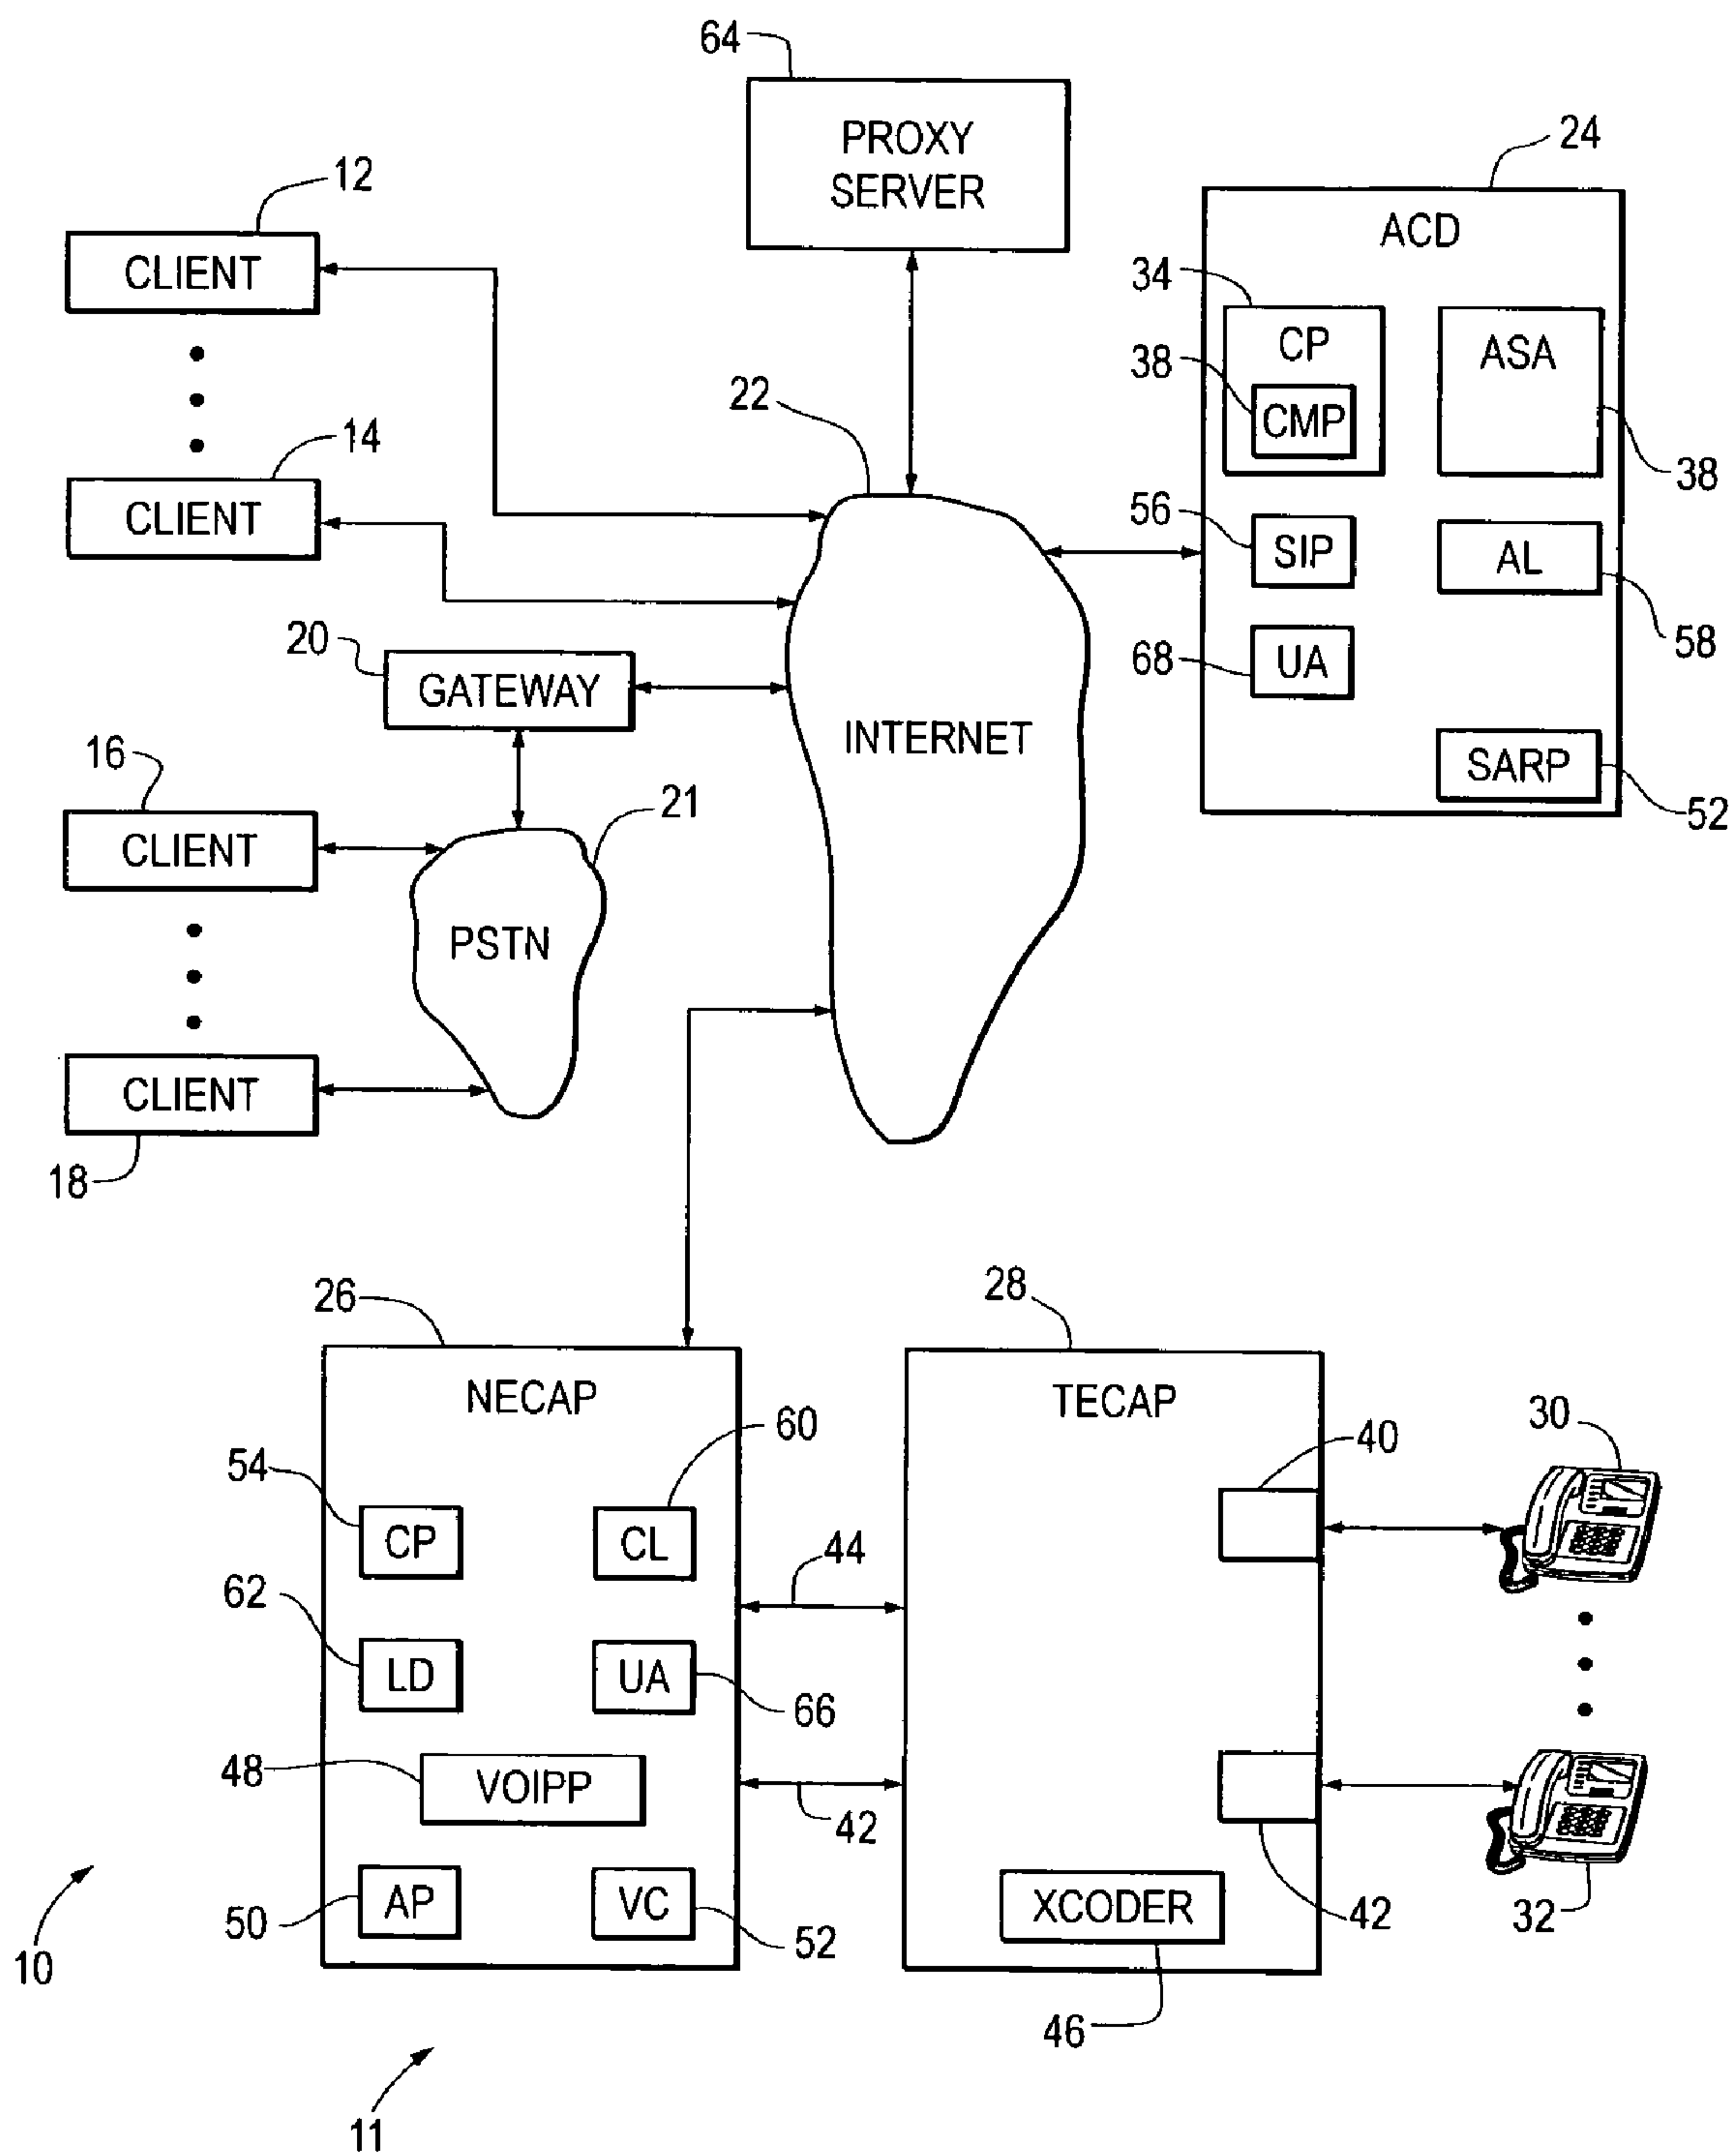 64
PROXY
SERVER
24
ACD
12
CLIENT
34
CP
38
CMP
ASA
38
22
14
CLIENT
56
SIP
AL
58
20
GATEWAY
68
UA
INTERNET
SARP
52
16
CLIENT
21
PSTN
CLIENT
18
26
NECAP
28
TECAP
54
CP
60
CL
40
30
44
62
LD
UA
66
48
VOIPP
42
50
AP
VC
52
XCODER
46
42
32
10
11